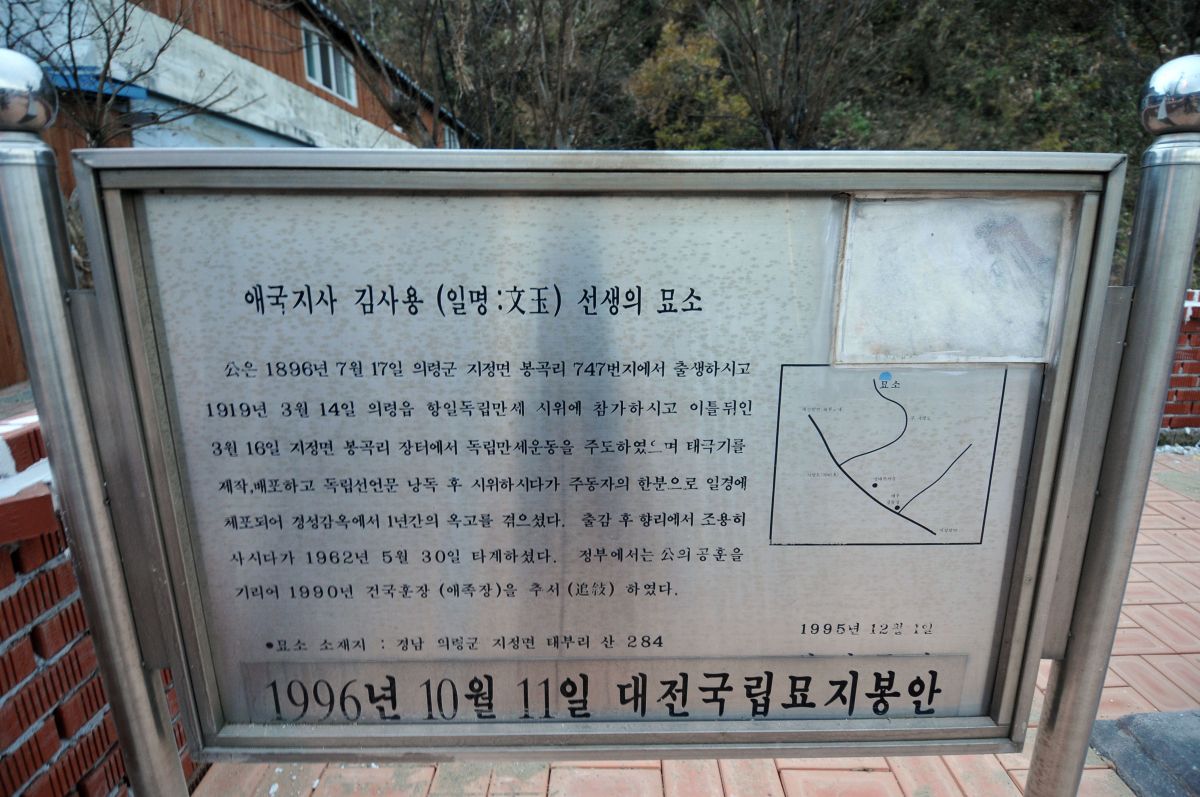 애국지사 김사용 (일명:文玉) 선생의 묘소
公은 1896년 7월 17일 의령군 지정면 봉곡리 747번지에서 출생하시고
1919년 3월 14일 의령읍 항일독립만세 시위에 참가하시고 이틀뒤인
3월 16일 지정면 봉곡리 장터에서 독립만세운동을 주도하였으며 태극기를
제작,배포하고 독립선언문 낭독 후 시위하시다가 주동자의 한분으로 일경에
체포되어 경성감옥에서 1년간의 옥고를 겪으셨다. 출감 후 향리에서 조용히
사시다가 1962년 5월 30일 타계하셨다. 정부에서는 公의 공훈을
기리어 1990년 건국훈장 (애족장)을 추서 (追敍) 하였다.
묘소
1995년 12월 1일
•묘소 소재지 : 경남 의령군 지정면 태부리 산 284
1996년 10월 11일 대전국립묘지봉안